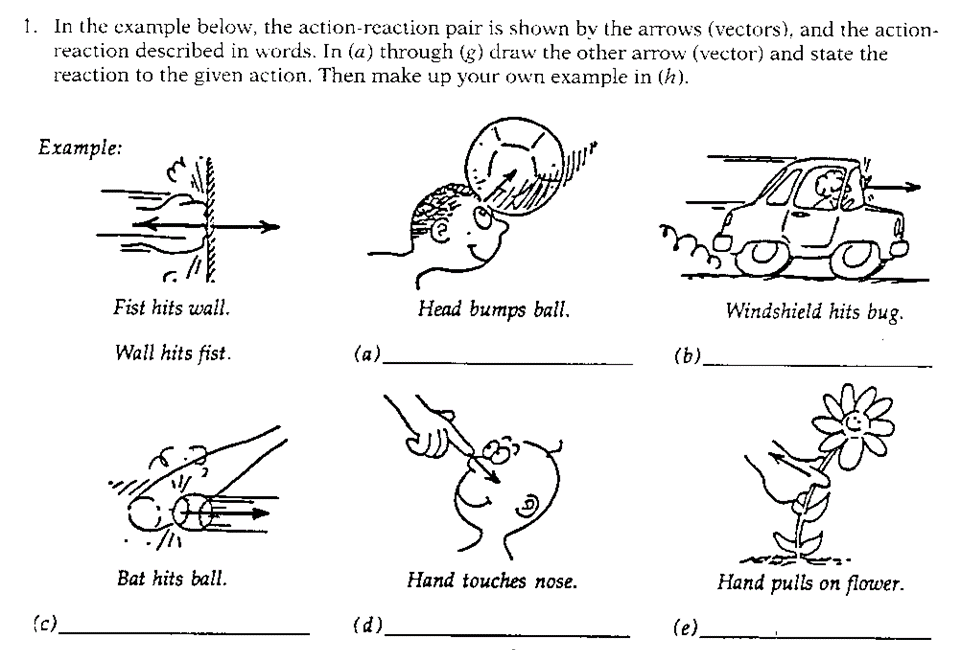 1. In the example below, the action-reaction pair is shown by the arrows (vectors), and the action-
reaction described in words. In (a) through (g) draw the other arrow (vector) and state the
reaction to the given action. Then make up your own example in (h).
Example:
Fist hits wall.
Head bumps ball.
Windshield hits bug.
Wall hits fist.
(a)
(b)
Bat hits ball.
Hand touches nose.
Hand pulls on flower.
(c)
(d)
(e)